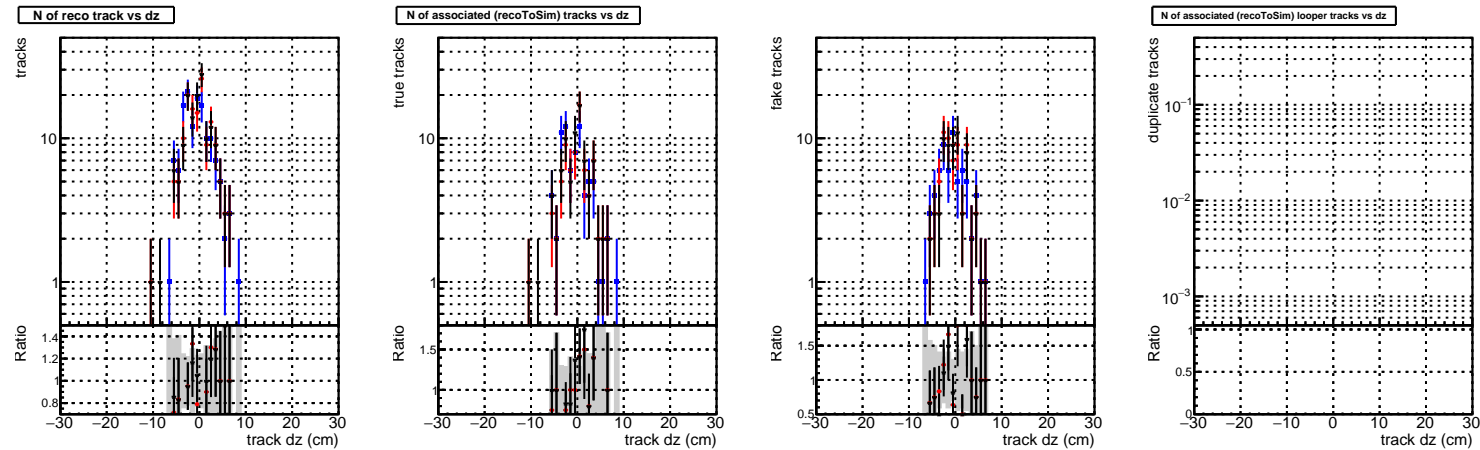 N of reco track vs dz
tracks
10
1
Ratio
1.4
1.2
1
0.8
−30 −20 −10 0 10 20 30
track dz (cm)
N of associated (recoToSim) tracks vs dz
true tracks
10
1
Ratio
1.5
1
−30 −20 −10 0 10 20 30
track dz (cm)
fake tracks
10
1
Ratio
1.5
1
0.5
−30 −20 −10 0 10 20 30
track dz (cm)
N of associated (recoToSim) looper tracks vs dz
duplicate tracks
10−1
10−2
10−3
Ratio
1
0.5
0
−30 −20 −10 0 10 20 30
track dz (cm)